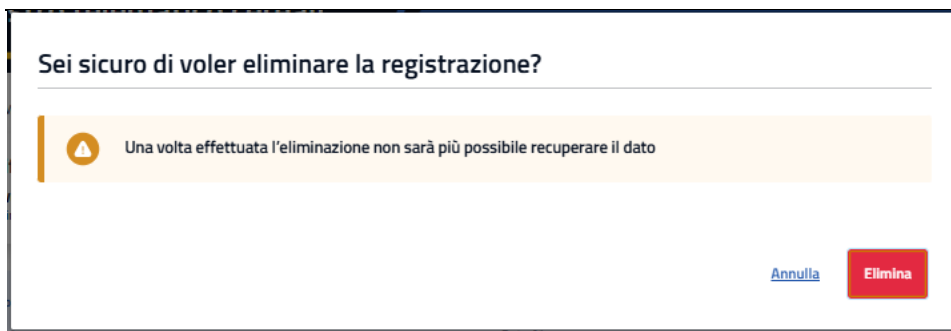 Sei sicuro di voler eliminare la registrazione?
Una volta effettuata l'eliminazione non sarà più possibile recuperare il dato
Annulla
Elimina